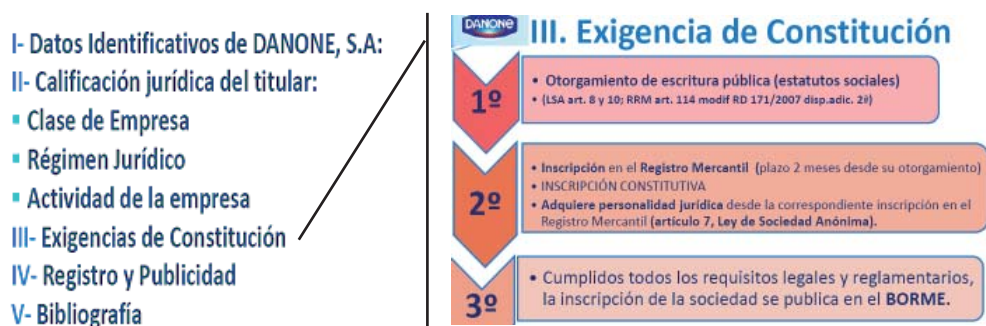 I- Datos Identificativos de DANONE, S.A:
II- Calificación jurídica del titular:
▪ Clase de Empresa
▪ Régimen Jurídico
▪ Actividad de la empresa
III- Exigencias de Constitución
IV- Registro y Publicidad
V- Bibliografía
DANONE
III. Exigencia de Constitución
1º
• Otorgamiento de escritura pública (estatutos sociales)
• (LSA art. 8 y 10; RRM art. 114 modif RD 171/2007 disp.adic. 2ª)
2º
• Inscripción en el Registro Mercantil (plazo 2 meses desde su otorgamiento)
• INSCRIPCIÓN CONSTITUTIVA
• Adquiere personalidad jurídica desde la correspondiente inscripción en el
Registro Mercantil (artículo 7, Ley de Sociedad Anónima).
3º
• Cumplidos todos los requisitos legales y reglamentarios,
la inscripción de la sociedad se publica en el BORME.